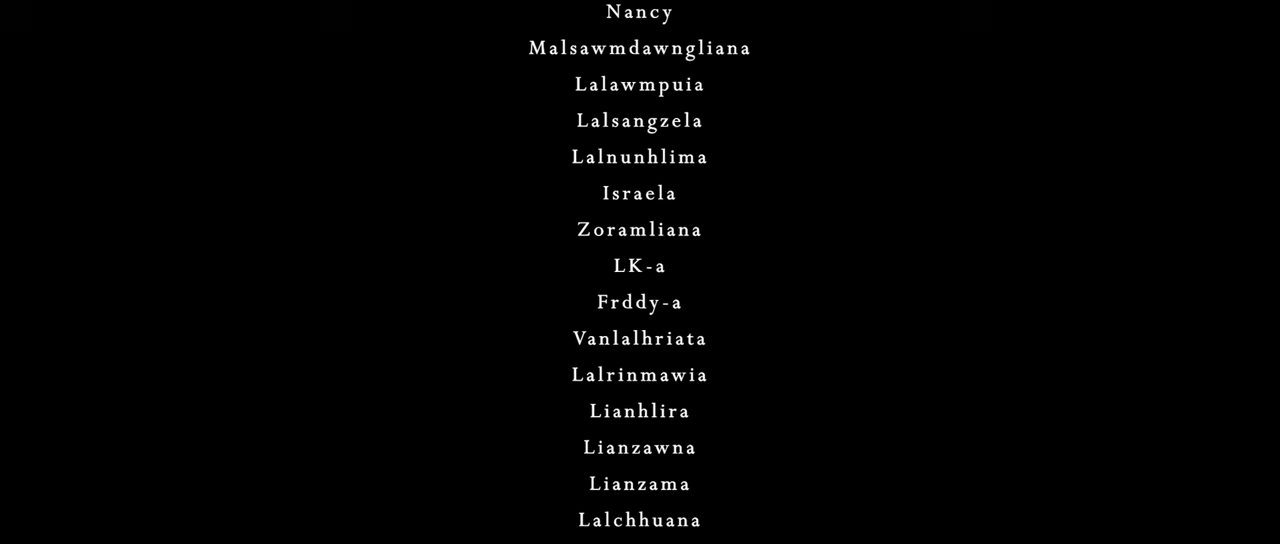 Nancy
Malsawmdawngliana
Lalawmpuia
Lalsangzela
Lalnunhlima
Israela
Zoramliana
LK-a
Frddy-a
Vanlalhriata
Lalrinmawia
Lianhlira
Lianzawna
Lianzama
Lalchhuana